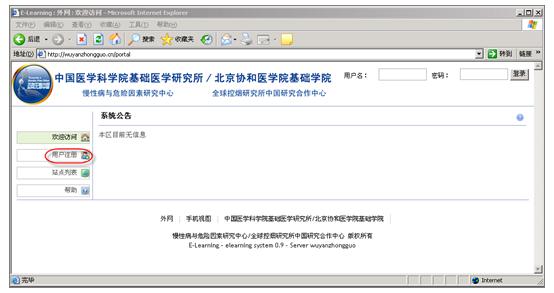 E-Learning : 外网 : 欢迎访问 - Microsoft Internet Explorer
文件(F) 编辑(E) 查看(V) 收藏(A) 工具(T) 帮助(H)
后退 搜索 收藏夹
地址(D) http://wuyanzhongguo.cn/portal 转到 链接 »
中国医学科学院基础医学研究所 / 北京协和医学院基础学院 用户名： 密码： 登录
慢性病与危险因素研究中心 全球控烟研究所中国研究合作中心
系统公告
欢迎访问 本区目前无信息
用户注册
站点列表
帮助
外网 | 手机视图 | 中国医学科学院基础医学研究所/北京协和医学院基础学院
慢性病与危险因素研究中心/全球控烟研究所中国研究合作中心 版权所有
E-Learning - elearning system 0.9 - Server wuyanzhongguo
完毕 Internet